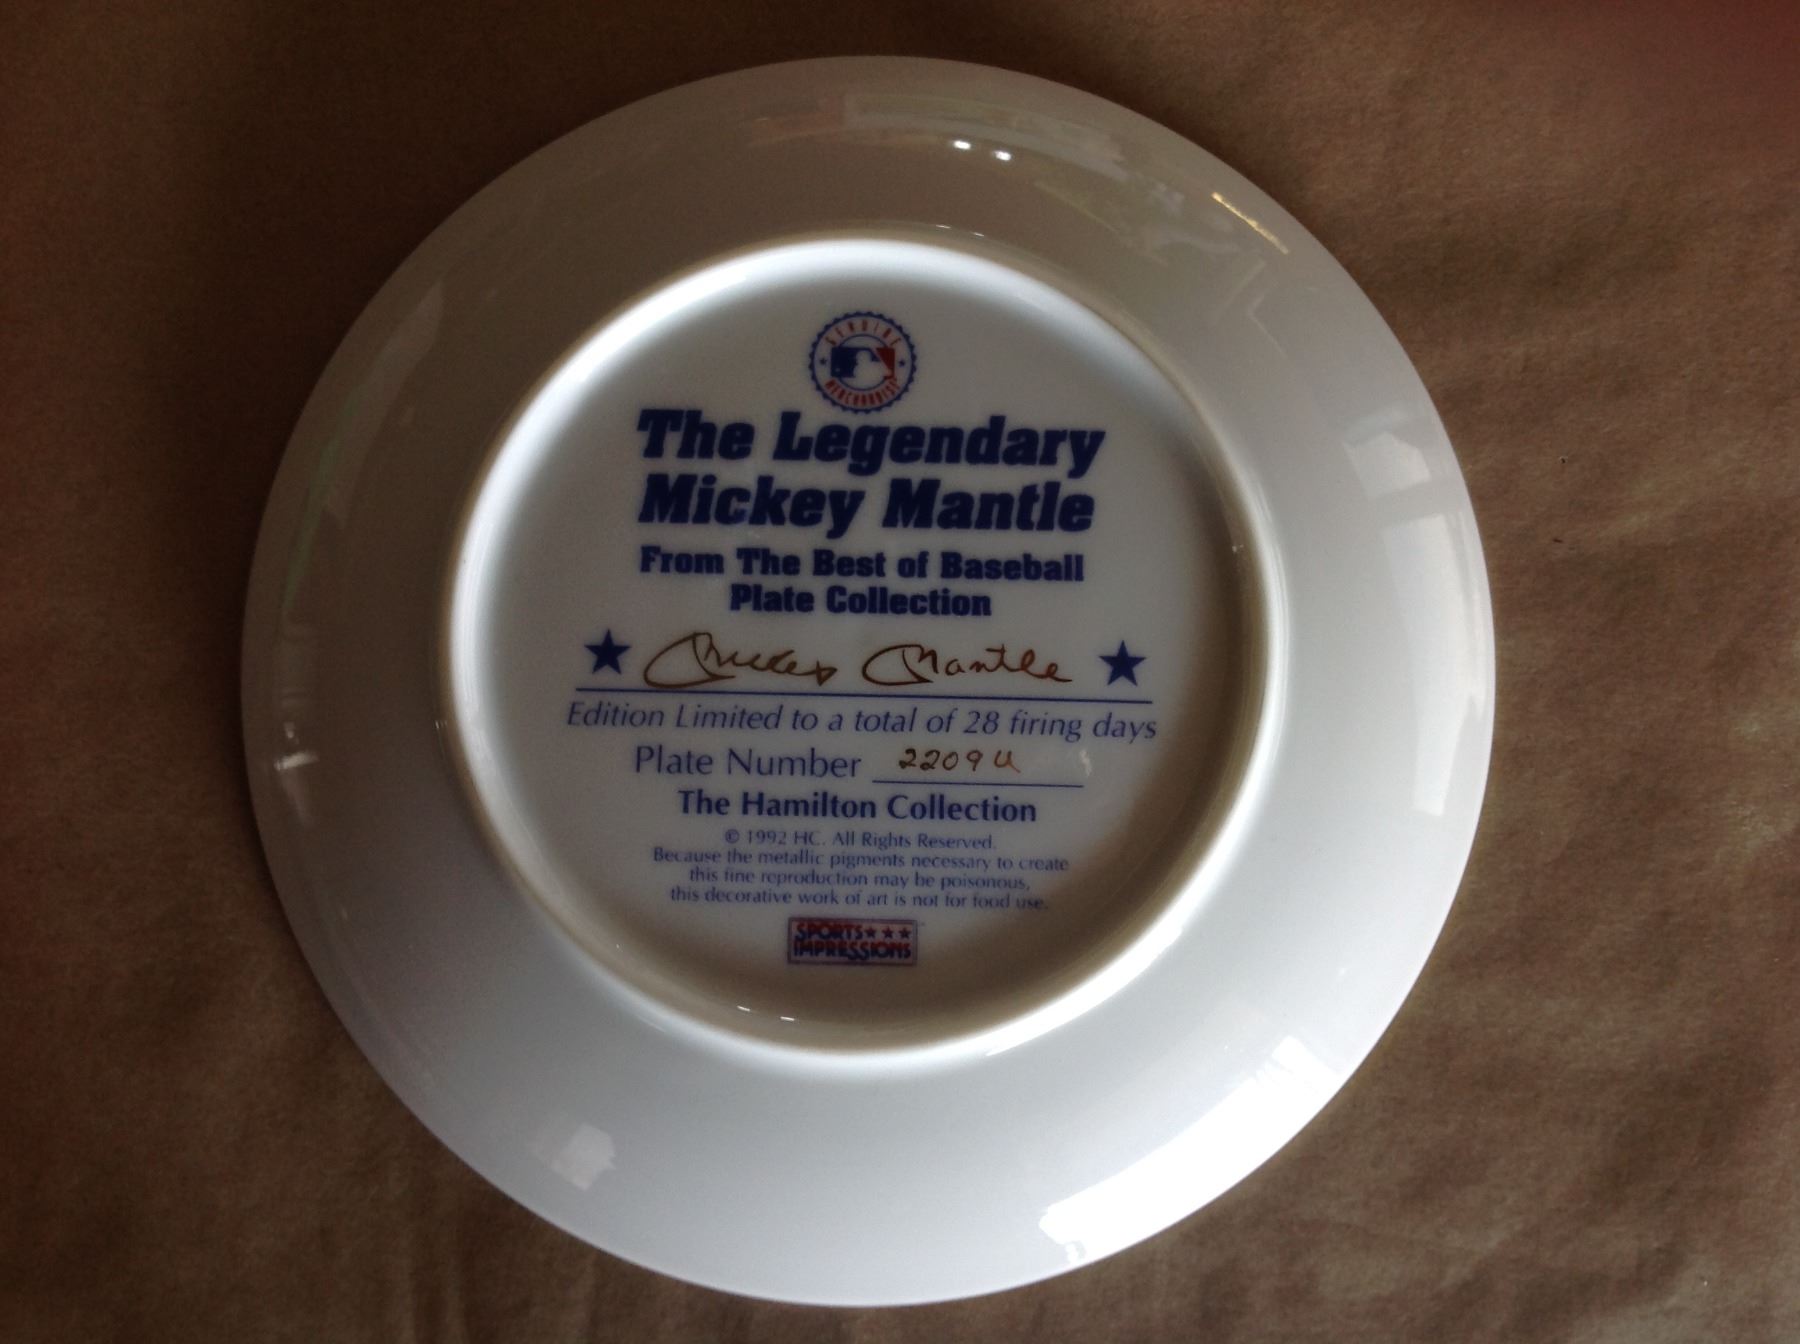 GENUINE
MERCHANDISE
The Legendary
Mickey Mantle
From The Best of Baseball
Plate Collection
Mickey Mantle
Edition Limited to a total of 28 firing days
Plate Number 2209 U
The Hamilton Collection
© 1992 HC. All Rights Reserved.
Because the metallic pigments necessary to create
this fine reproduction may be poisonous,
this decorative work of art is not for food use.
SPORTS
IMPRESSIONS